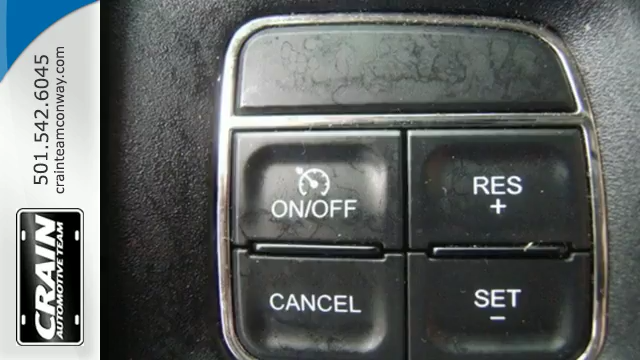 501.542.6045
crainteamconway.com
CRAIN
AUTOMOTIVE TEAM
ON/OFF
RES
+
CANCEL
SET
–